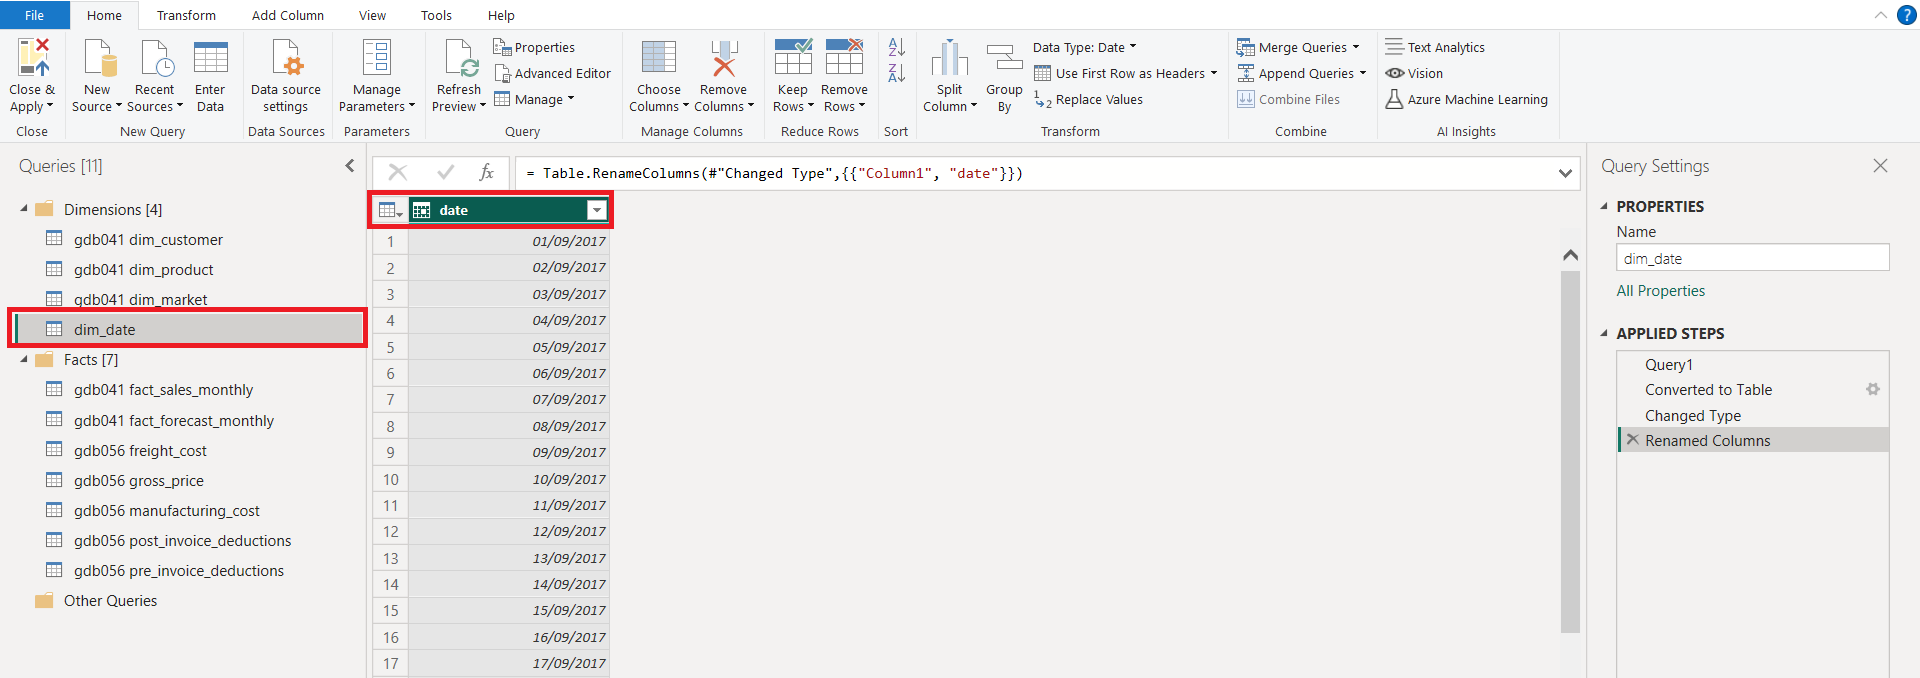 File Home Transform Add Column View Tools Help ?
Close & Apply
Close
New Source
Recent Sources
Enter Data
New Query
Data source settings
Data Sources
Manage Parameters
Parameters
Refresh Preview
Properties
Advanced Editor
Manage
Query
Choose Columns
Remove Columns
Manage Columns
Keep Rows
Remove Rows
Reduce Rows
Sort
Split Column
Group By
Data Type: Date
Use First Row as Headers
Replace Values
Transform
Merge Queries
Append Queries
Combine Files
Combine
Text Analytics
Vision
Azure Machine Learning
AI Insights
Queries [11]
Dimensions [4]
gdb041 dim_customer
gdb041 dim_product
gdb041 dim_market
dim_date
Facts [7]
gdb041 fact_sales_monthly
gdb041 fact_forecast_monthly
gdb056 freight_cost
gdb056 gross_price
gdb056 manufacturing_cost
gdb056 post_invoice_deductions
gdb056 pre_invoice_deductions
Other Queries
fx = Table.RenameColumns(#"Changed Type",{{"Column1", "date"}})
date
1 01/09/2017
2 02/09/2017
3 03/09/2017
4 04/09/2017
5 05/09/2017
6 06/09/2017
7 07/09/2017
8 08/09/2017
9 09/09/2017
10 10/09/2017
11 11/09/2017
12 12/09/2017
13 13/09/2017
14 14/09/2017
15 15/09/2017
16 16/09/2017
17 17/09/2017
Query Settings
PROPERTIES
Name
dim_date
All Properties
APPLIED STEPS
Query1
Converted to Table
Changed Type
Renamed Columns